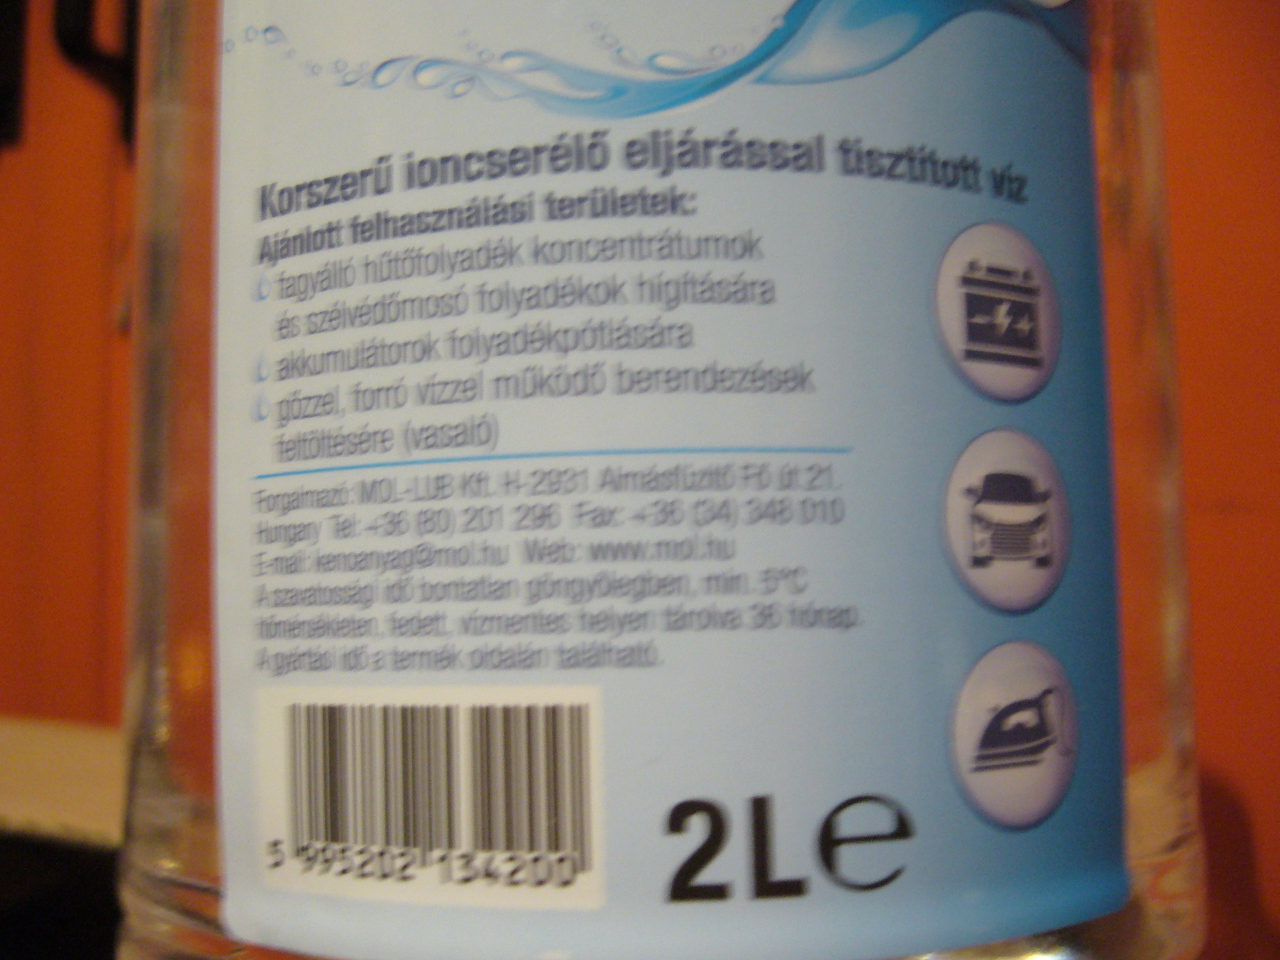 Korszerű ioncserélő eljárással tisztított víz
Ajánlott felhasználási területek:
fagyálló hűtőfolyadék koncentrátumok
és szélvédőmosó folyadékok hígítására
akkumulátorok folyadékpótlására
gőzzel, forró vízzel működő berendezések
feltöltésére (vasaló)
Forgalmazó: MOL-LUB Kft. H-2931 Almásfüzitő Fő út 21.
Hungary Tel: +36 (80) 201 296 Fax: +36 (34) 348 010
E-mail: kenoanyag@mol.hu Web: www.mol.hu
A szavatossági idő bontatlan göngyölegben, min. 5°C
hőmérsékleten, fedett, vízmentes helyen tárolva 36 hónap.
A gyártási idő a termék oldalán található.
5 995202 134200
2L e